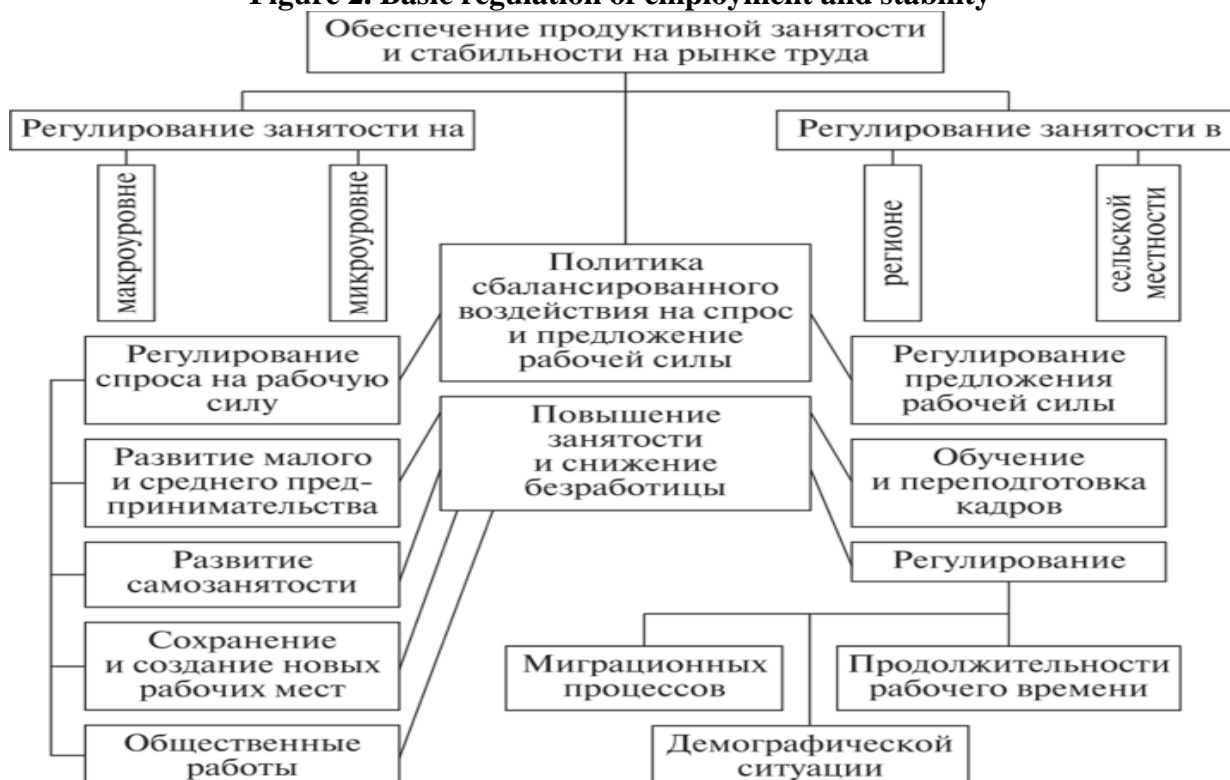 Figure 2. Basic regulation of employment and stability
Обеспечение продуктивной занятости
и стабильности на рынке труда
Регулирование занятости на
Регулирование занятости в
макроуровне
микроуровне
регионе
сельской
местности
Политика
сбалансированного
воздействия на спрос
и предложение
рабочей силы
Регулирование
спроса на рабочую
силу
Регулирование
предложения
рабочей силы
Повышение
занятости
и снижение
безработицы
Развитие малого
и среднего пред-
принимательства
Обучение
и переподготовка
кадров
Развитие
самозанятости
Регулирование
Сохранение
и создание новых
рабочих мест
Миграционных
процессов
Продолжительности
рабочего времени
Общественные
работы
Демографической
ситуации